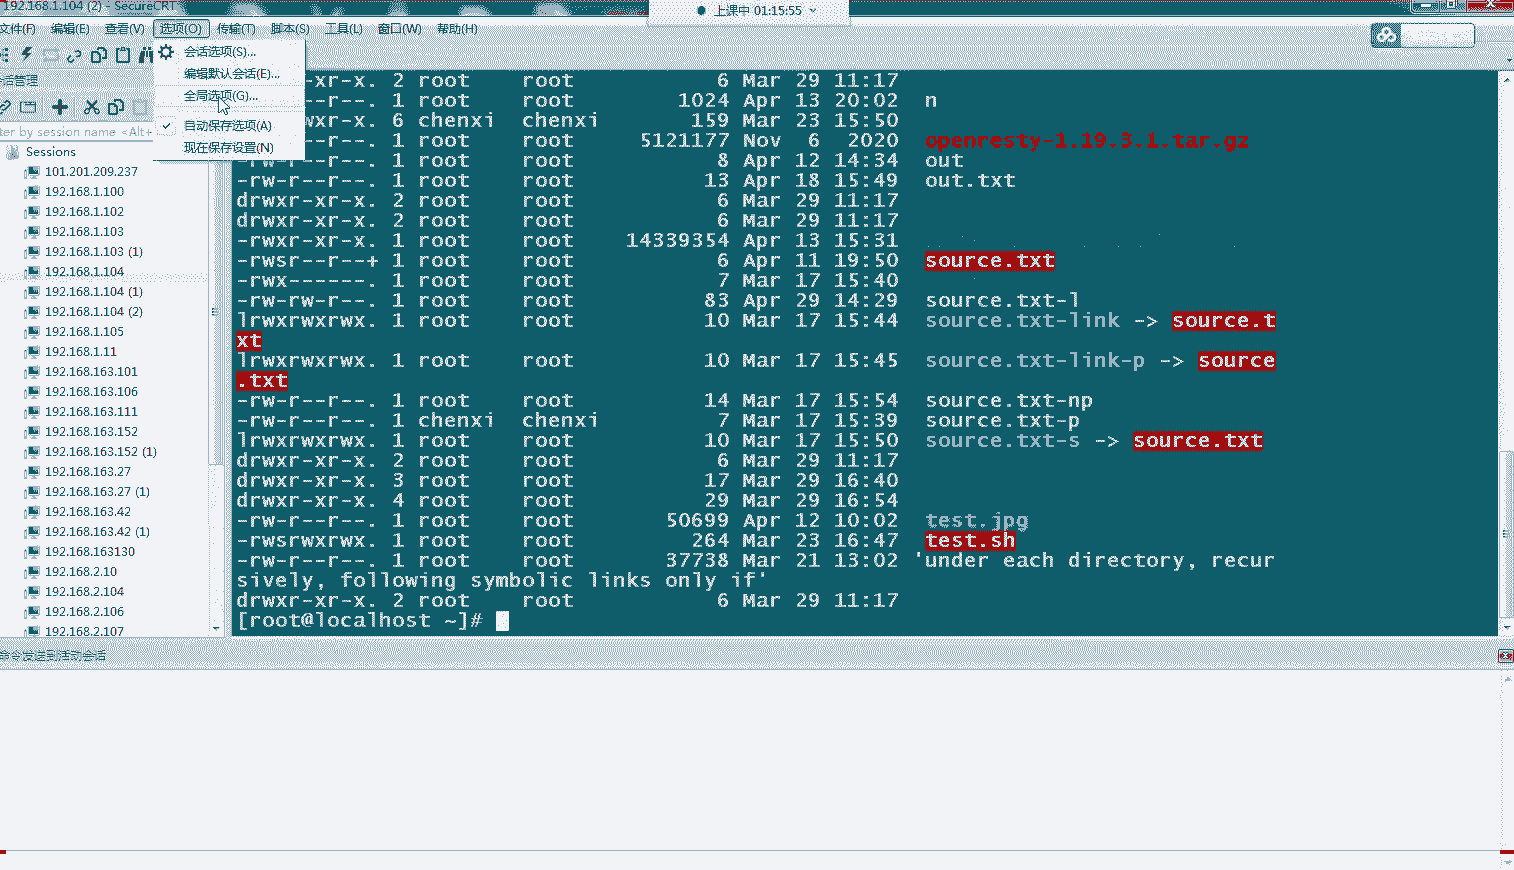 192.168.1.104 (2) - SecureCRT
上课中 01:15:55
文件(F) 编辑(E) 查看(V) 选项(O) 传输(T) 脚本(S) 工具(L) 窗口(W) 帮助(H)
会话选项(S)...
编辑默认会话(E)...
全局选项(G)...
自动保存选项(A)
现在保存设置(N)
会话管理
ter by session name <Alt+
Sessions
101.201.209.237
192.168.1.100
192.168.1.102
192.168.1.103
192.168.1.103 (1)
192.168.1.104
192.168.1.104 (1)
192.168.1.104 (2)
192.168.1.105
192.168.1.11
192.168.163.101
192.168.163.106
192.168.163.111
192.168.163.152
192.168.163.152 (1)
192.168.163.27
192.168.163.27 (1)
192.168.163.42
192.168.163.42 (1)
192.168.163130
192.168.2.10
192.168.2.104
192.168.2.106
192.168.2.107
-xr-x. 2 root root 6 Mar 29 11:17
--r--. 1 root root 1024 Apr 13 20:02 n
wxr-x. 6 chenxi chenxi 159 Mar 23 15:50
--r--. 1 root root 5121177 Nov 6 2020 openresty-1.19.3.1.tar.gz
--r--. 1 root root 8 Apr 12 14:34 out
-rw-r--r--. 1 root root 13 Apr 18 15:49 out.txt
drwxr-xr-x. 2 root root 6 Mar 29 11:17
drwxr-xr-x. 2 root root 6 Mar 29 11:17
-rwxr-xr-x. 1 root root 14339354 Apr 13 15:31
-rwsr--r--+ 1 root root 6 Apr 11 19:50 source.txt
-rwx------. 1 root root 7 Mar 17 15:40
-rw-rw-r--. 1 root root 83 Apr 29 14:29 source.txt-l
lrwxrwxrwx. 1 root root 10 Mar 17 15:44 source.txt-link -> source.t
xt
lrwxrwxrwx. 1 root root 10 Mar 17 15:45 source.txt-link-p -> source
.txt
-rw-r--r--. 1 root root 14 Mar 17 15:54 source.txt-np
-rw-r--r--. 1 chenxi chenxi 7 Mar 17 15:39 source.txt-p
lrwxrwxrwx. 1 root root 10 Mar 17 15:50 source.txt-s -> source.txt
drwxr-xr-x. 2 root root 6 Mar 29 11:17
drwxr-xr-x. 3 root root 17 Mar 29 16:40
drwxr-xr-x. 4 root root 29 Mar 29 16:54
-rw-r--r--. 1 root root 50699 Apr 12 10:02 test.jpg
-rwsrwxrwx. 1 root root 264 Mar 23 16:47 test.sh
-rw-r--r--. 1 root root 37738 Mar 21 13:02 'under each directory, recur
sively, following symbolic links only if'
drwxr-xr-x. 2 root root 6 Mar 29 11:17
[root@localhost ~]#
命令发送到活动会话